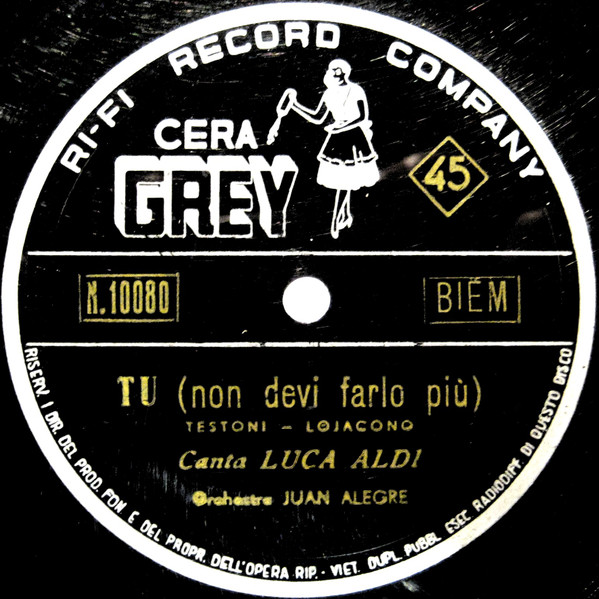 RI-FI RECORD COMPANY
CERA
GREY
45
N.10080
BIEM
TU (non devi farlo più)
TESTONI - LOJACONO
Canta LUCA ALDI
Orchestra JUAN ALEGRE
RISERV. I DIR. DEL PROD. FON E DEL PROPR. DELL'OPERA RIP. - VIET. DUPL. PUBBL ESEC RADIODIFF. DI QUESTO DISCO